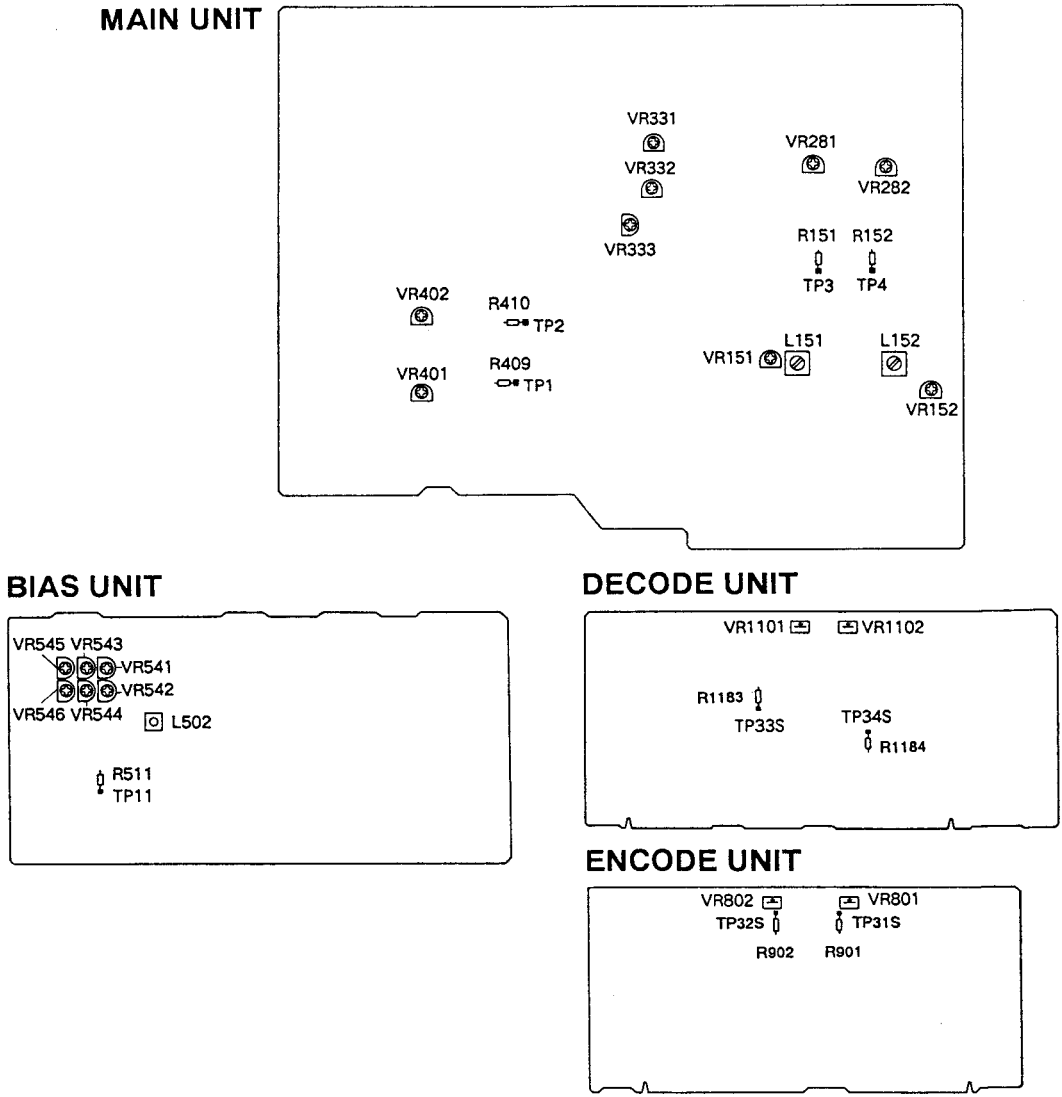 MAIN UNIT
VR331
VR281
VR332
VR282
VR333
R151 R152
TP3 TP4
VR402
R410
TP2
L151 L152
VR151
R409
VR401
TP1
VR152
BIAS UNIT
VR545 VR543
VR541
VR542
VR546 VR544
L502
R511
TP11
DECODE UNIT
VR1101 VR1102
R1183
TP33S
TP34S
R1184
ENCODE UNIT
VR802 VR801
TP32S TP31S
R902 R901